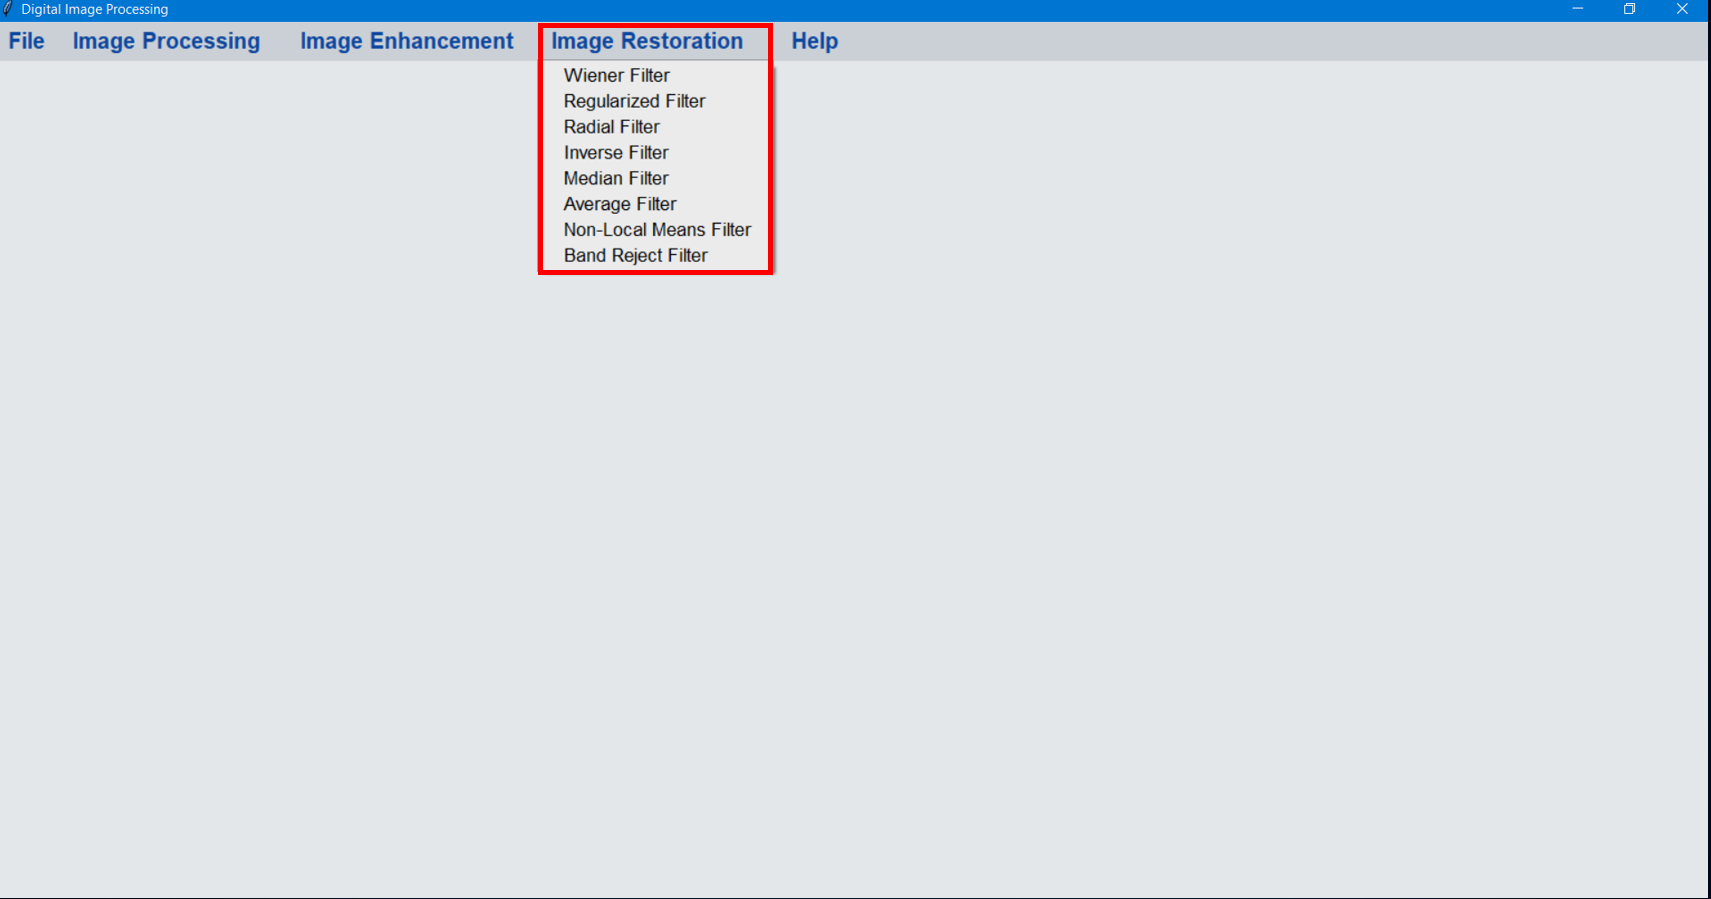 Digital Image Processing
File Image Processing Image Enhancement Image Restoration Help
Wiener Filter
Regularized Filter
Radial Filter
Inverse Filter
Median Filter
Average Filter
Non-Local Means Filter
Band Reject Filter